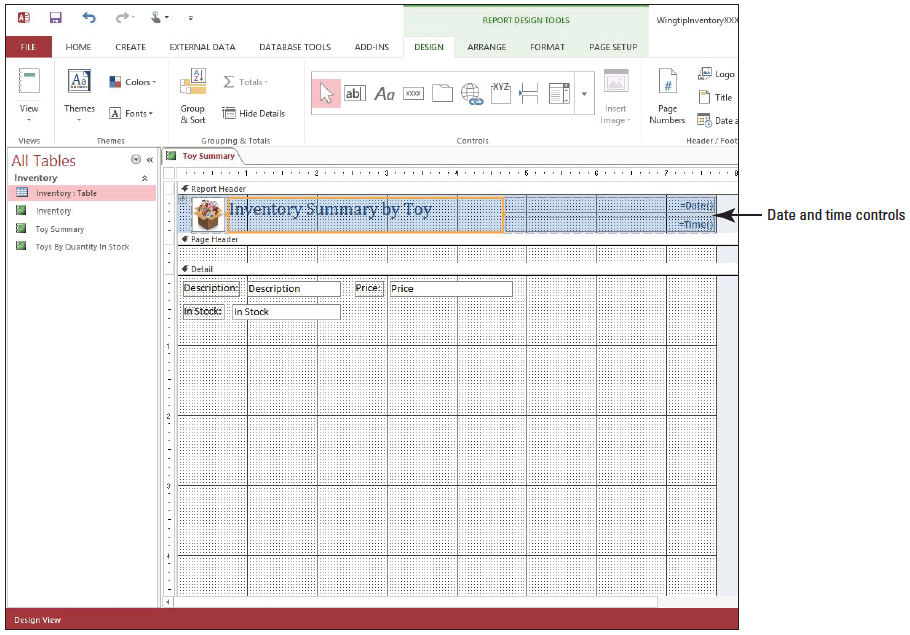 REPORT DESIGN TOOLS
WingtipInventoryXXX
FILE HOME CREATE EXTERNAL DATA DATABASE TOOLS ADD-INS DESIGN ARRANGE FORMAT PAGE SETUP
View
Views
Themes
Colors
Fonts
Themes
Group & Sort
Totals
Hide Details
Grouping & Totals
ab|
Aa
XXXX
XYZ
Controls
Insert Image
Page Numbers
Logo
Title
Date a
Header / Foot
All Tables
Inventory
Inventory : Table
Inventory
Toy Summary
Toys By Quantity In Stock
Toy Summary
1 2 3 4 5 6 7 8 9
Report Header
Inventory Summary by Toy
=Date()
=Time()
Date and time controls
Page Header
Detail
Description: Description Price: Price
In Stock: In Stock
1
2
3
4
Design View